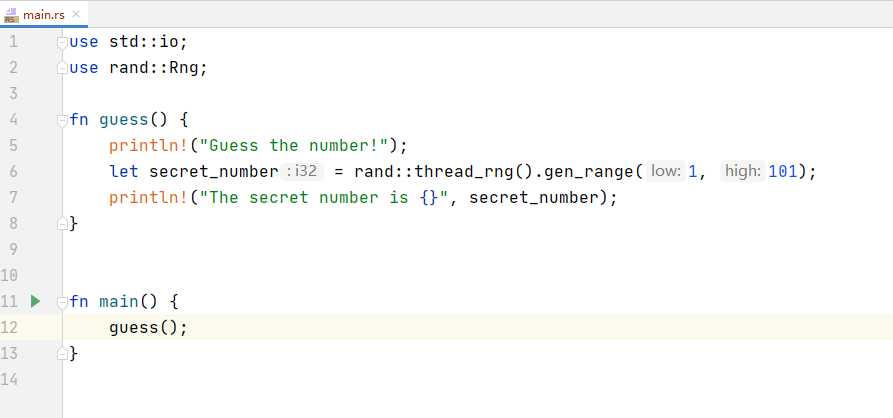 main.rs
1 use std::io;
2 use rand::Rng;
3
4 fn guess() {
5     println!("Guess the number!");
6     let secret_number: i32 = rand::thread_rng().gen_range(low: 1, high: 101);
7     println!("The secret number is {}", secret_number);
8 }
9
10
11 fn main() {
12     guess();
13 }
14